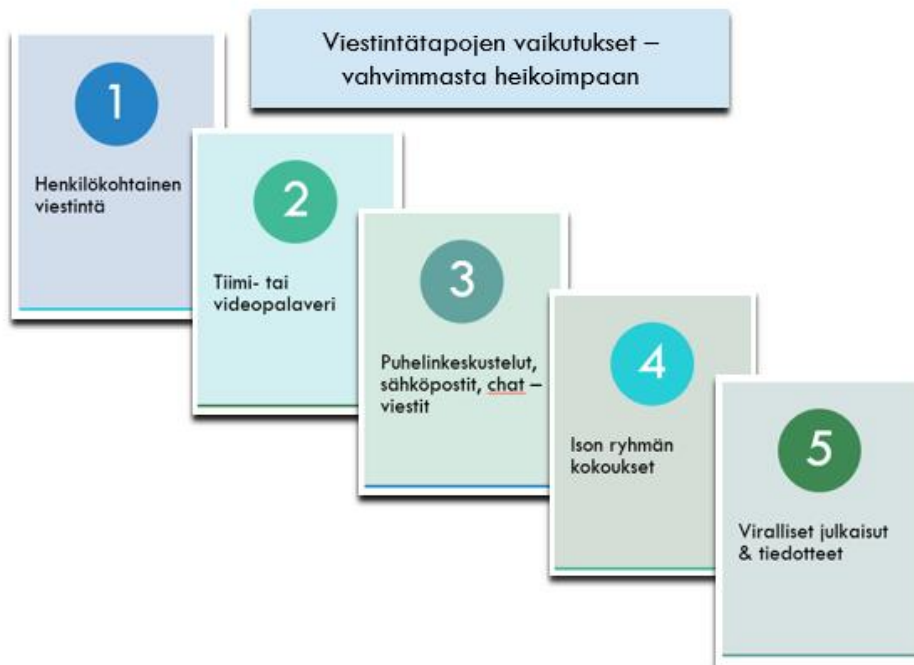 Viestintätapojen vaikutukset –
vahvimmasta heikoimpaan
1
Henkilökohtainen
viestintä
2
Tiimi- tai
videopalaveri
3
Puhelinkeskustelut,
sähköpostit, chat –
viestit
4
Ison ryhmän
kokoukset
5
Viralliset julkaisut
& tiedotteet